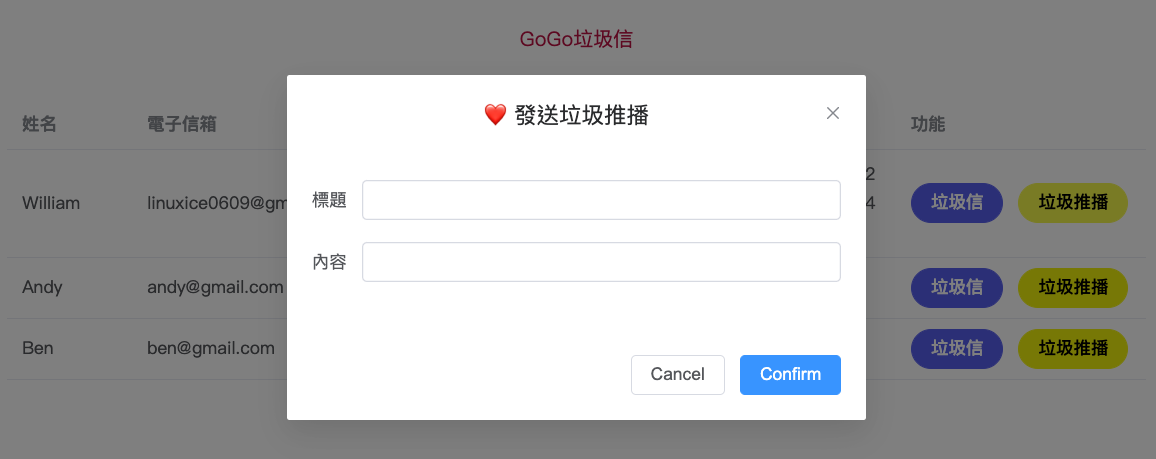 GoGo垃圾信
❤️ 發送垃圾推播
姓名 電子信箱 功能
標題
William linuxice0609@gm 垃圾信 垃圾推播
內容
Andy andy@gmail.com 垃圾信 垃圾推播
Ben ben@gmail.com 垃圾信 垃圾推播
Cancel Confirm